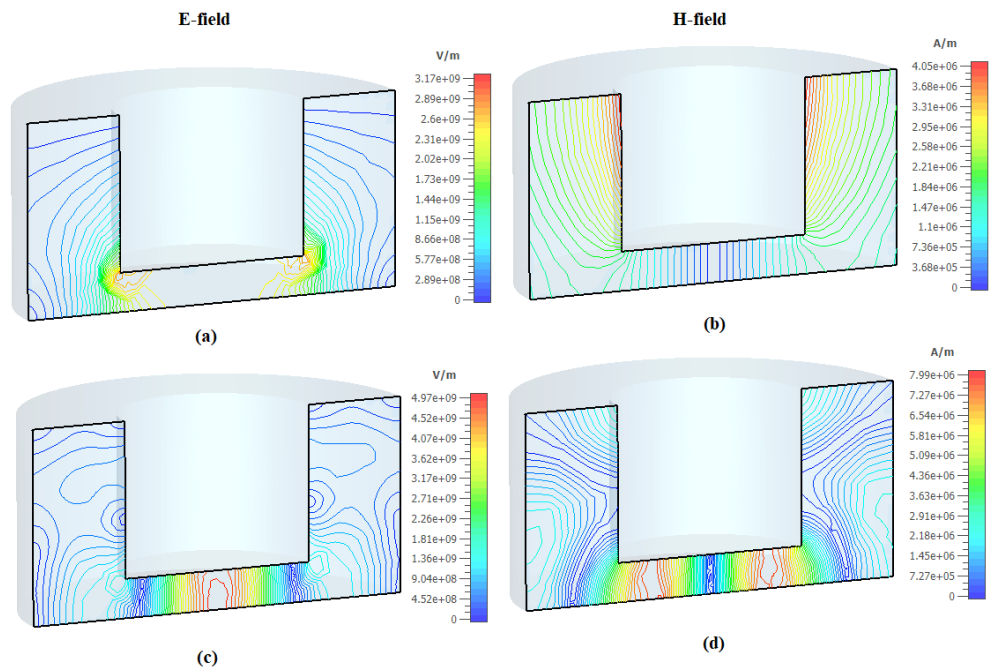 E-field
H-field
V/m
3.17e+09
2.89e+09
2.6e+09
2.31e+09
2.02e+09
1.73e+09
1.44e+09
1.15e+09
8.66e+08
5.77e+08
2.89e+08
0
(a)
A/m
4.05e+06
3.68e+06
3.31e+06
2.95e+06
2.58e+06
2.21e+06
1.84e+06
1.47e+06
1.1e+06
7.36e+05
3.68e+05
0
(b)
V/m
4.97e+09
4.52e+09
4.07e+09
3.62e+09
3.17e+09
2.71e+09
2.26e+09
1.81e+09
1.36e+09
9.04e+08
4.52e+08
0
(c)
A/m
7.99e+06
7.27e+06
6.54e+06
5.81e+06
5.09e+06
4.36e+06
3.63e+06
2.91e+06
2.18e+06
1.45e+06
7.27e+05
0
(d)